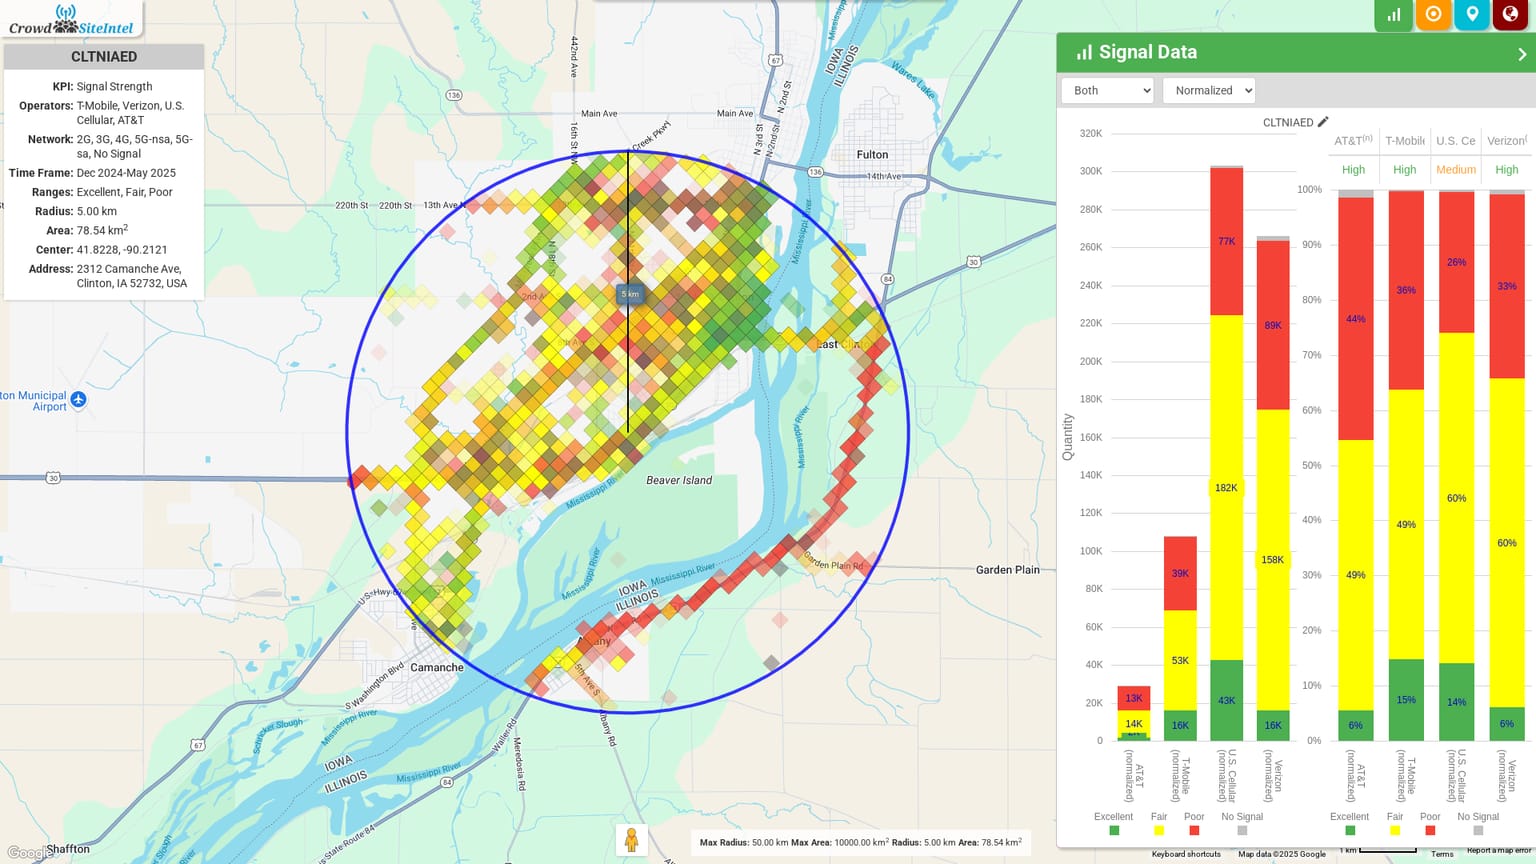 Crowd SiteIntel
CLTNIAED
KPI: Signal Strength
Operators: T-Mobile, Verizon, U.S.
Cellular, AT&T
Network: 2G, 3G, 4G, 5G-nsa, 5G-
sa, No Signal
Time Frame: Dec 2024-May 2025
Ranges: Excellent, Fair, Poor
Radius: 5.00 km
Area: 78.54 km²
Center: 41.8228, -90.2121
Address: 2312 Camanche Ave,
Clinton, IA 52732, USA
442nd Ave
136
67
Main Ave
Main Ave
16th St NW
Creek Pkwy
N 3rd St
N 2nd St
N 2nd St
Mississippi
IOWA
ILLINOIS
Wares Lake
Fulton
14th Ave
136
220th St
220th St
13th Ave N
N 18th St
Mississippi River
30
84
5 km
2nd A
8th Av
East Clinton
ton Municipal
Airport
Mississippi River
30
Beaver Island
Mississippi River
Mississippi River
Mississippi River
Garden Plain Rd
Garden Plain
IOWA
ILLINOIS
U.S. Hwy 67
Albany
5th Ave S
Camanche
S Washington Blvd
Albany Rd
Waller Rd
Meredosia Rd
Schricker Slough
Mississippi River
67
IOWA
ILLINOIS
Mississippi River
84
State Route 84
Shaffton
Google
Max Radius: 50.00 km Max Area: 10000.00 km² Radius: 5.00 km Area: 78.54 km²
Signal Data
Both
Normalized
CLTNIAED
Quantity
320K
300K
280K
260K
240K
220K
200K
180K
160K
140K
120K
100K
80K
60K
40K
20K
0
13K
14K
2K
39K
53K
16K
77K
182K
43K
89K
158K
16K
AT&T
(normalized)
T-Mobile
(normalized)
U.S. Cellular
(normalized)
Verizon
(normalized)
Excellent
Fair
Poor
No Signal
AT&T(n)
T-Mobile
U.S. Ce
Verizon(
High
High
Medium
High
100%
90%
80%
70%
60%
50%
40%
30%
20%
10%
0%
44%
49%
6%
36%
49%
15%
26%
60%
14%
33%
60%
6%
AT&T
(normalized)
T-Mobile
(normalized)
U.S. Cellular
(normalized)
Verizon
(normalized)
Excellent
Fair
Poor
No Signal
Keyboard shortcuts
Map data ©2025 Google
1 km
Terms
Report a map error